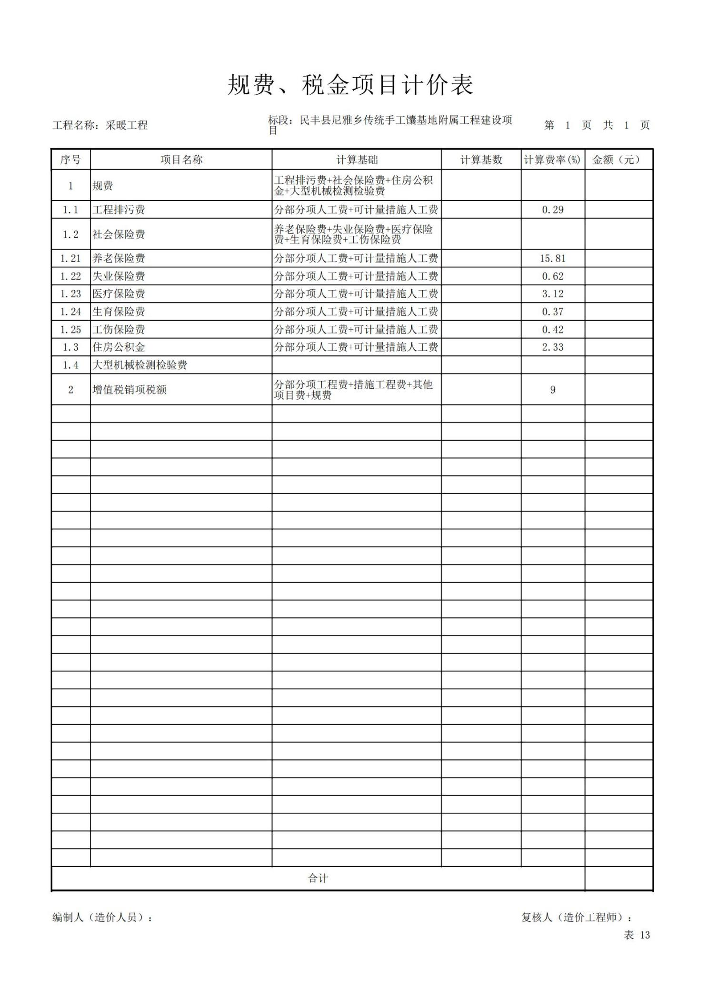 规费、税金项目计价表
工程名称：采暖工程
标段：民丰县尼雅乡传统手工馕基地附属工程建设项
目
第 1 页 共 1 页
序号 项目名称 计算基础 计算基数 计算费率(%) 金额（元）
1 规费 工程排污费+社会保险费+住房公积
金+大型机械检测检验费
1.1 工程排污费 分部分项人工费+可计量措施人工费 0.29
1.2 社会保险费 养老保险费+失业保险费+医疗保险
费+生育保险费+工伤保险费
1.21 养老保险费 分部分项人工费+可计量措施人工费 15.81
1.22 失业保险费 分部分项人工费+可计量措施人工费 0.62
1.23 医疗保险费 分部分项人工费+可计量措施人工费 3.12
1.24 生育保险费 分部分项人工费+可计量措施人工费 0.37
1.25 工伤保险费 分部分项人工费+可计量措施人工费 0.42
1.3 住房公积金 分部分项人工费+可计量措施人工费 2.33
1.4 大型机械检测检验费
2 增值税销项税额 分部分项工程费+措施工程费+其他
项目费+规费 9
合计
编制人（造价人员）：
复核人（造价工程师）：
表-13